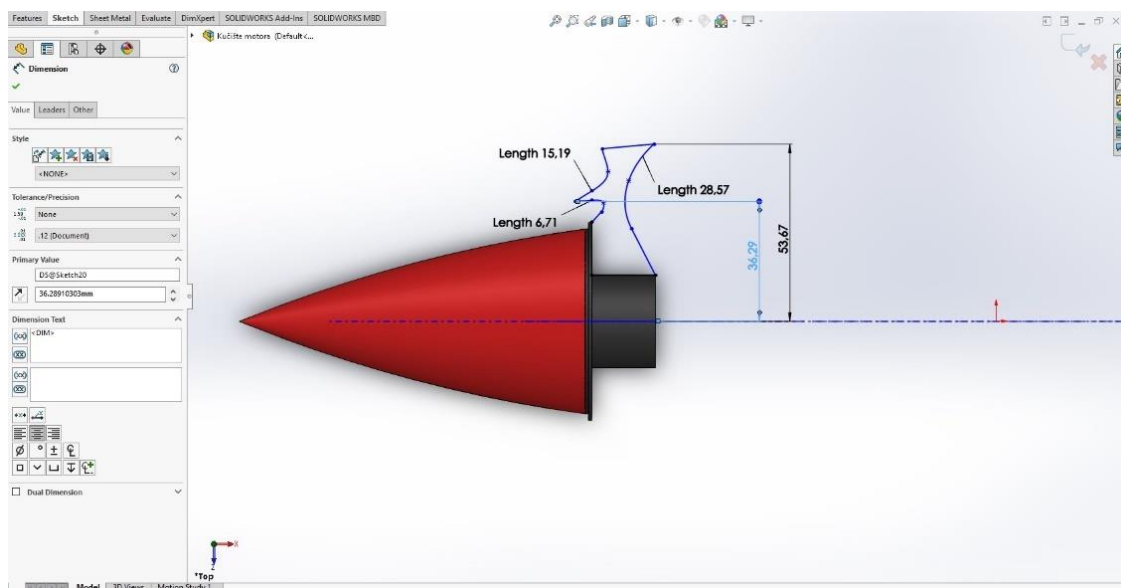 Features Sketch Sheet Metal Evaluate DimXpert SOLIDWORKS Add-Ins SOLIDWORKS MBD
Kučište motora (Default<...
Dimension
Value Leaders Other
Style
<NONE>
Tolerance/Precision
None
.12 (Document)
Primary Value
D5@Sketch20
36.28910303mm
Dimension Text
<DIM>
Dual Dimension
Length 15,19
Length 28,57
Length 6,71
36,29
53,67
X
Z
*Top
Model 3D Views Motion Study 1